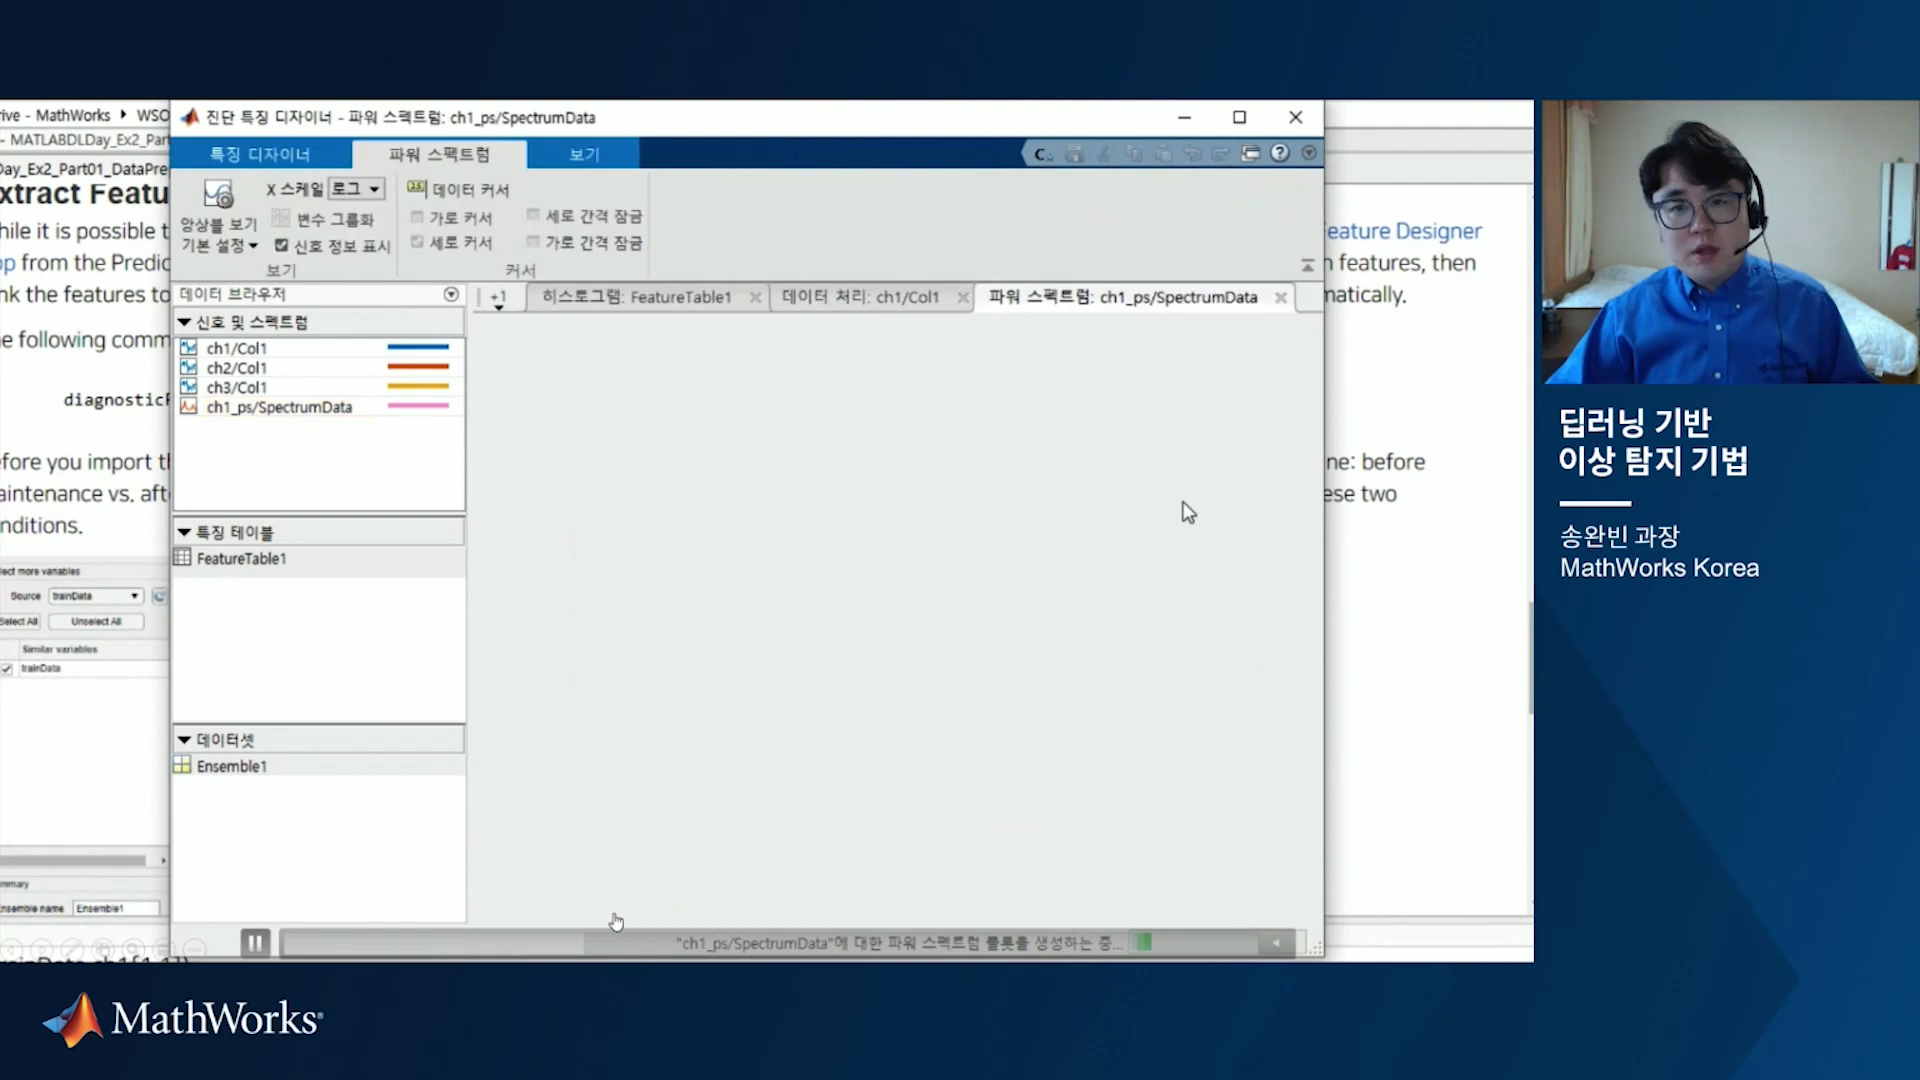 rive - MathWorks ▸ WSO
- MATLABDLDay_Ex2_Part
Day_Ex2_Part01_DataPre
xtract Featu
hile it is possible t
pp from the Predic
nk the features to
e following comm
diagnosticF
efore you import th
aintenance vs. aft
nditions.
lect more variables
Source trainData
Select All Unselect All
Similar variables
trainData
mmary
Ensemble name Ensemble1
진단 특징 디자이너 - 파워 스펙트럼: ch1_ps/SpectrumData
특징 디자이너 파워 스펙트럼 보기
앙상블 보기
기본 설정
X 스케일 로그
변수 그룹화
신호 정보 표시
보기
데이터 커서
가로 커서 세로 간격 잠금
세로 커서 가로 간격 잠금
커서
데이터 브라우저
신호 및 스펙트럼
ch1/Col1
ch2/Col1
ch3/Col1
ch1_ps/SpectrumData
특징 테이블
FeatureTable1
데이터셋
Ensemble1
+1 히스토그램: FeatureTable1 데이터 처리: ch1/Col1 파워 스펙트럼: ch1_ps/SpectrumData
"ch1_ps/SpectrumData"에 대한 파워 스펙트럼 플롯을 생성하는 중...
eature Designer
n features, then
matically.
ne: before
ese two
딥러닝 기반
이상 탐지 기법
송완빈 과장
MathWorks Korea
MathWorks